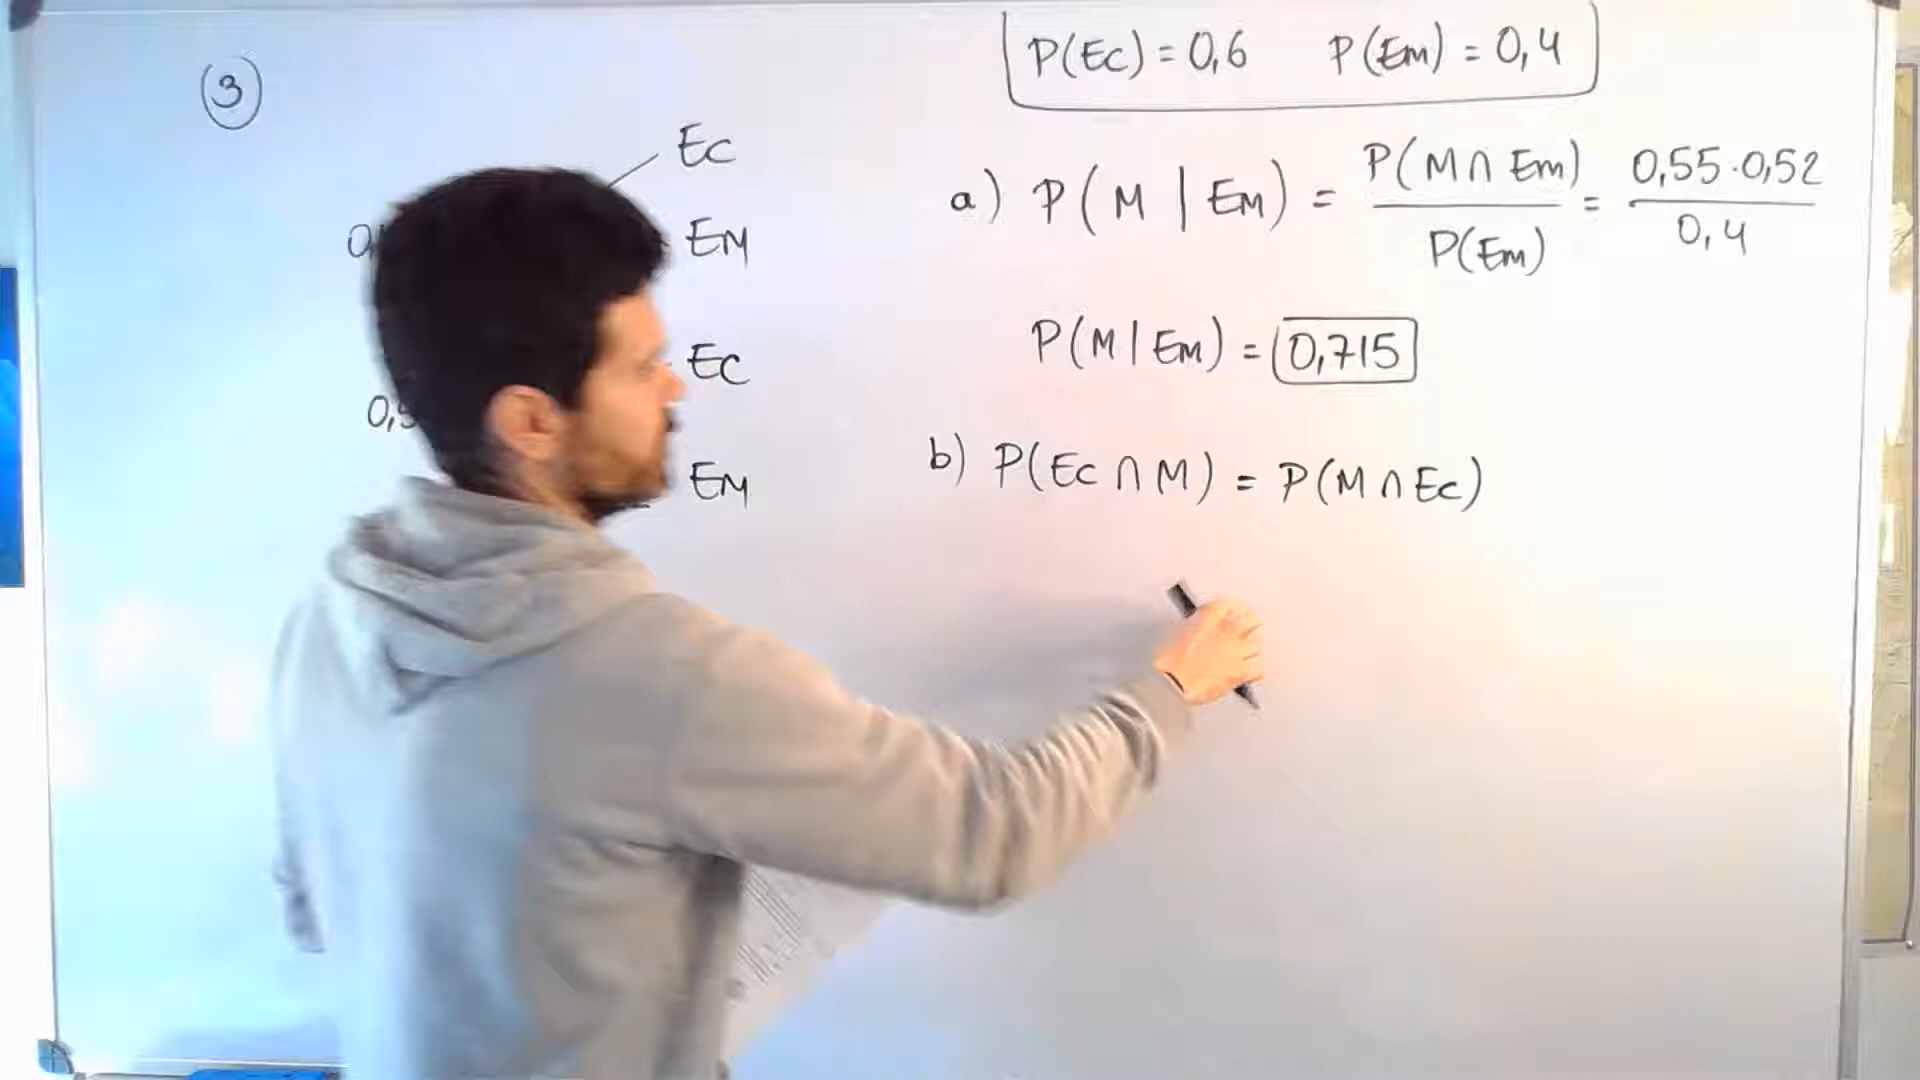 P(Ec) = 0,6 P(Em) = 0,4
3
Ec
EM
Ec
EM
a) P(M | EM) = P(M ∩ Em) / P(Em) = 0,55·0,52 / 0,4
P(M | EM) = 0,715
b) P(Ec ∩ M) = P(M ∩ Ec)